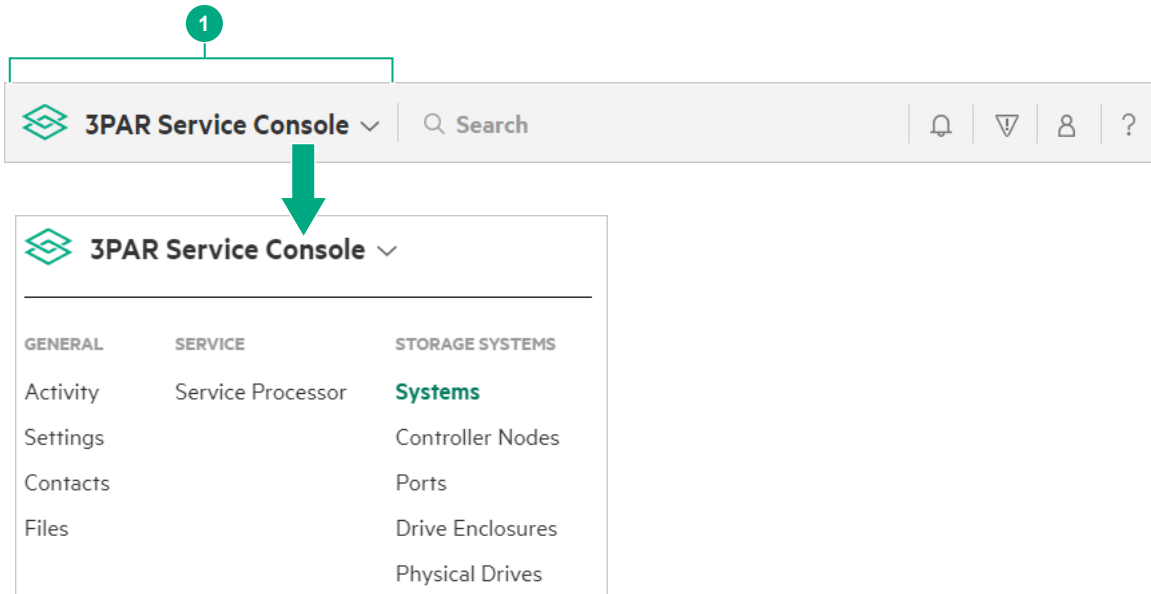 1
3PAR Service Console
Search
?
3PAR Service Console
GENERAL SERVICE STORAGE SYSTEMS
Activity Service Processor Systems
Settings Controller Nodes
Contacts Ports
Files Drive Enclosures
Physical Drives